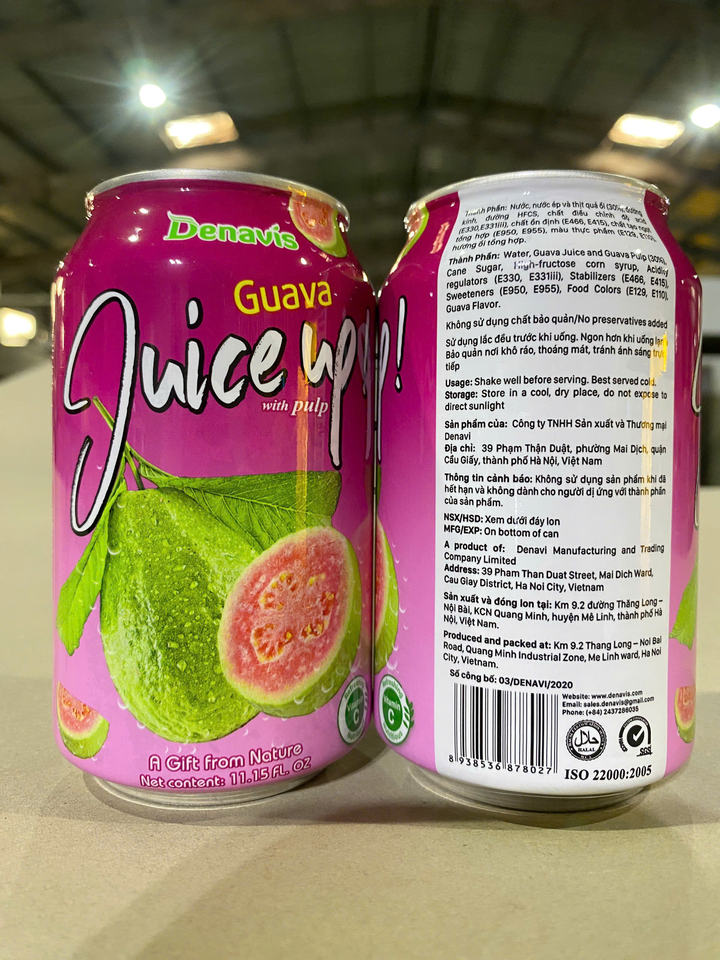 Denavis
Guava
Juice up!
with pulp
A Gift from Nature
Net content: 11.15 FL. OZ
Vitamin
C
Thành Phần: Nước, nước ép và thịt quả ổi (30%), đường
kính, đường HFCS, chất điều chỉnh độ acid
(E330,E331iii), chất ổn định (E466, E415), chất tạo ngọt
tổng hợp (E950, E955), màu thực phẩm (E129, E110),
hương ổi tổng hợp.
Thành Phần: Water, Guava Juice and Guava Pulp (30%),
Cane Sugar, High-fructose corn syrup, Acidity
regulators (E330, E331iii), Stabilizers (E466, E415),
Sweeteners (E950, E955), Food Colors (E129, E110),
Guava Flavor.
Không sử dụng chất bảo quản/No preservatives added
Sử dụng lắc đều trước khi uống. Ngon hơn khi uống lạnh
Bảo quản nơi khô ráo, thoáng mát, tránh ánh sáng trực
tiếp
Usage: Shake well before serving. Best served cold.
Storage: Store in a cool, dry place, do not expose to
direct sunlight
Sản phẩm của: Công ty TNHH Sản xuất và Thương mại
Denavi
Địa chỉ: 39 Phạm Thận Duật, phường Mai Dịch, quận
Cầu Giấy, thành phố Hà Nội, Việt Nam
Thông tin cảnh báo: Không sử dụng sản phẩm khi đã
hết hạn và không dành cho người dị ứng với thành phần
của sản phẩm.
NSX/HSD: Xem dưới đáy lon
MFG/EXP: On bottom of can
A product of: Denavi Manufacturing and Trading
Company Limited
Address: 39 Pham Than Duat Street, Mai Dich Ward,
Cau Giay District, Ha Noi City, Vietnam
Sản xuất và đóng lon tại: Km 9.2 đường Thăng Long –
Nội Bài, KCN Quang Minh, huyện Mê Linh, thành phố Hà
Nội, Việt Nam.
Produced and packed at: Km 9.2 Thang Long – Noi Bai
Road, Quang Minh Industrial Zone, Me Linh ward, Ha Noi
City, Vietnam.
Số công bố: 03/DENAVI/2020
Website: www.denavis.com
Email: sales.denavis@gmail.com
Phone: (+84) 2437286035
8 938536 878027
حلال
HALAL
SGS
ISO 22000:2005
Vitamin
C